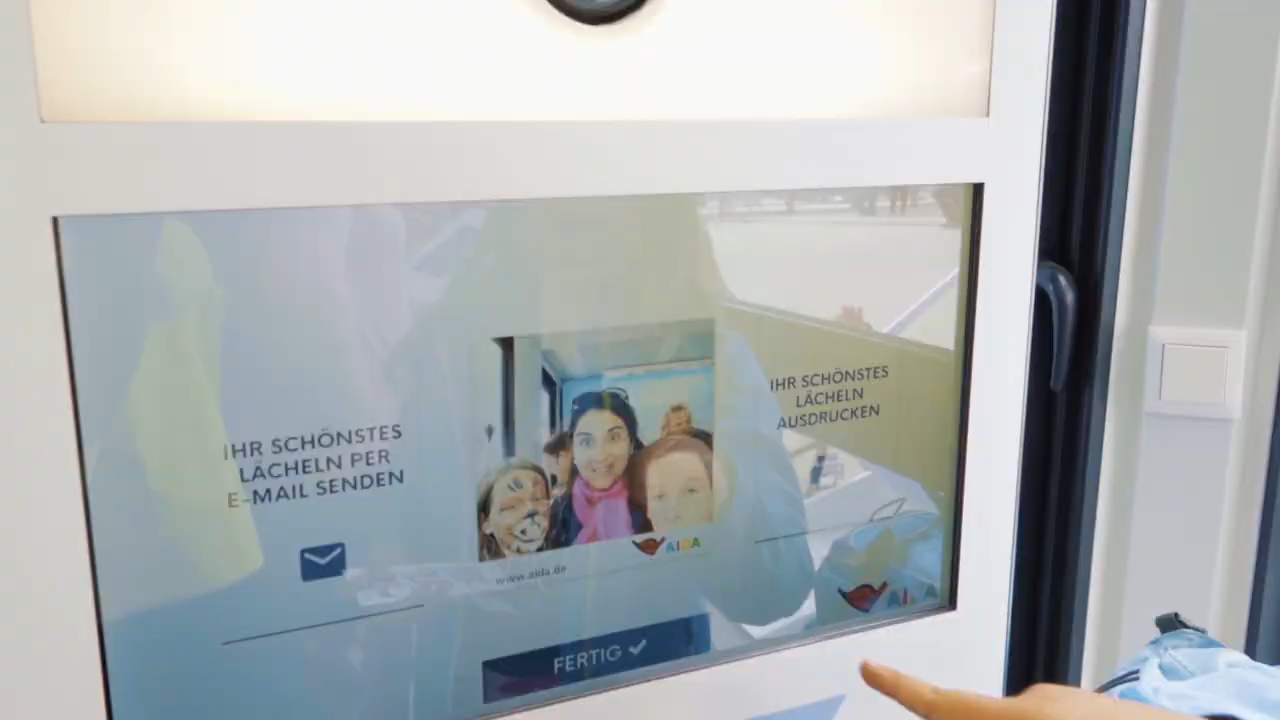 IHR SCHÖNSTES
LÄCHELN PER
E-MAIL SENDEN
www.aida.de
AIDA
IHR SCHÖNSTES
LÄCHELN
AUSDRUCKEN
AIDA
FERTIG